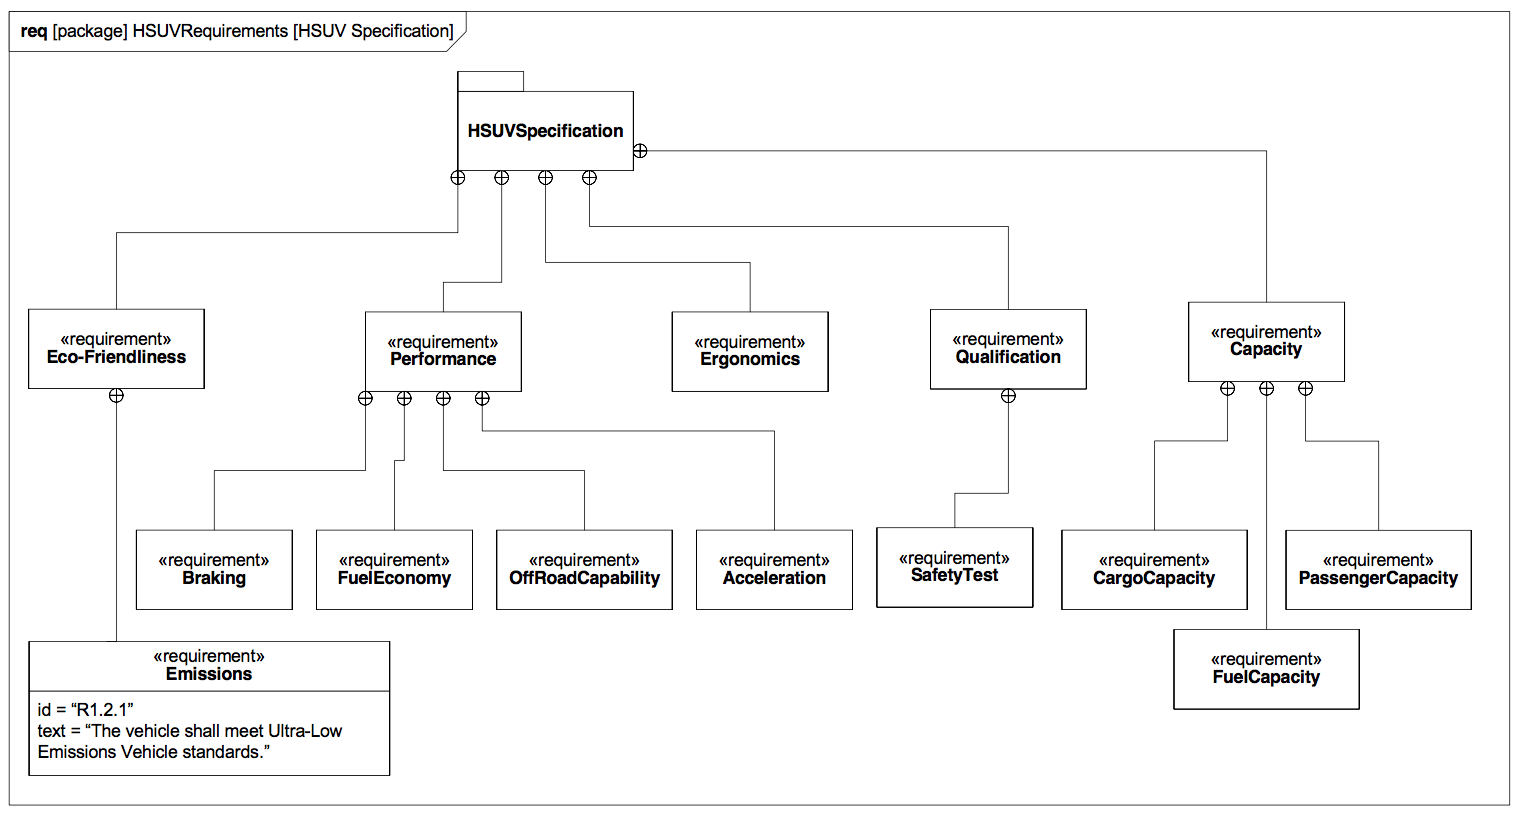 req [package] HSUVRequirements [HSUV Specification]
HSUVSpecification
«requirement»
Eco-Friendliness
«requirement»
Performance
«requirement»
Ergonomics
«requirement»
Qualification
«requirement»
Capacity
«requirement»
Braking
«requirement»
FuelEconomy
«requirement»
OffRoadCapability
«requirement»
Acceleration
«requirement»
SafetyTest
«requirement»
CargoCapacity
«requirement»
PassengerCapacity
«requirement»
Emissions
id = “R1.2.1”
text = “The vehicle shall meet Ultra-Low
Emissions Vehicle standards.”
«requirement»
FuelCapacity